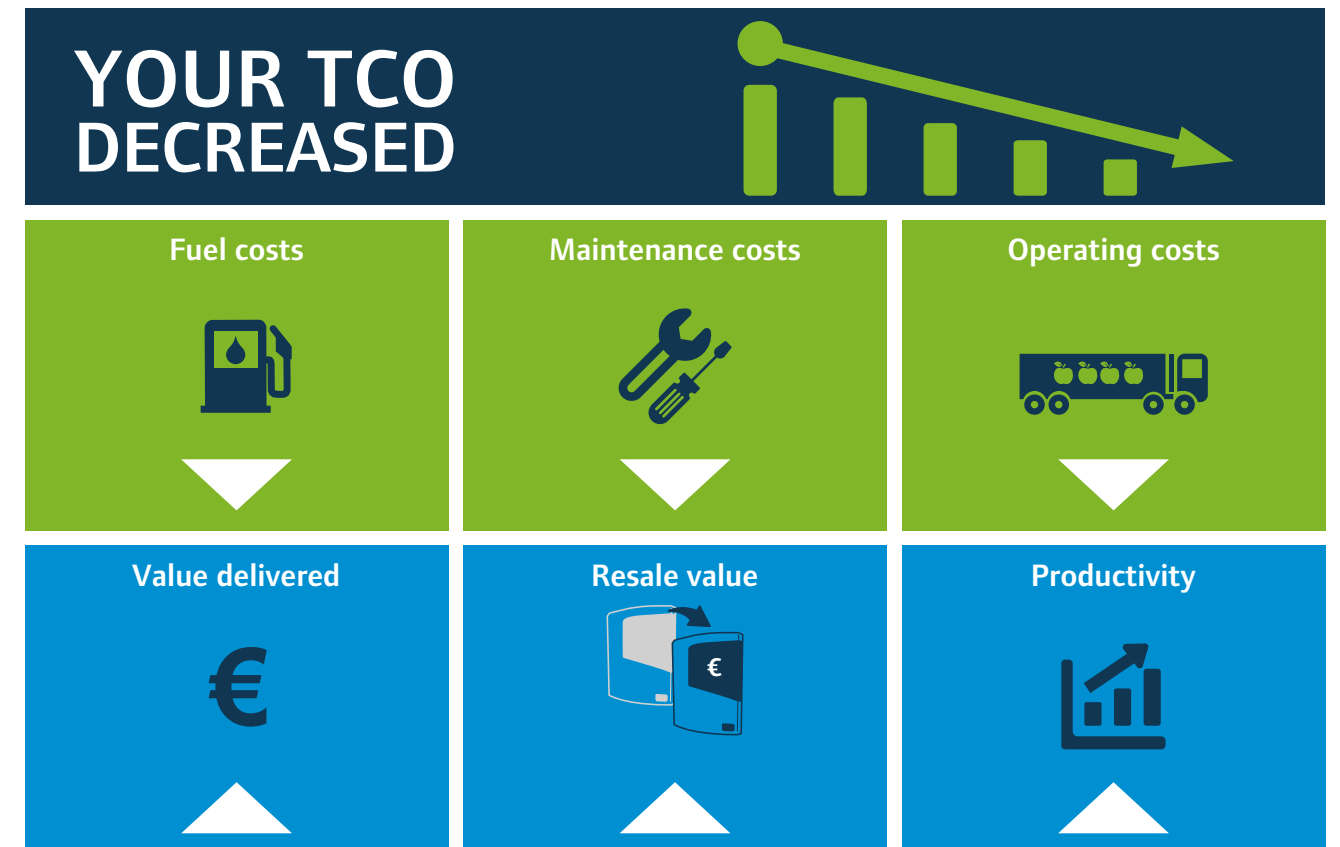 YOUR TCO
DECREASED
Fuel costs
Maintenance costs
Operating costs
Value delivered
Resale value
Productivity
€
€